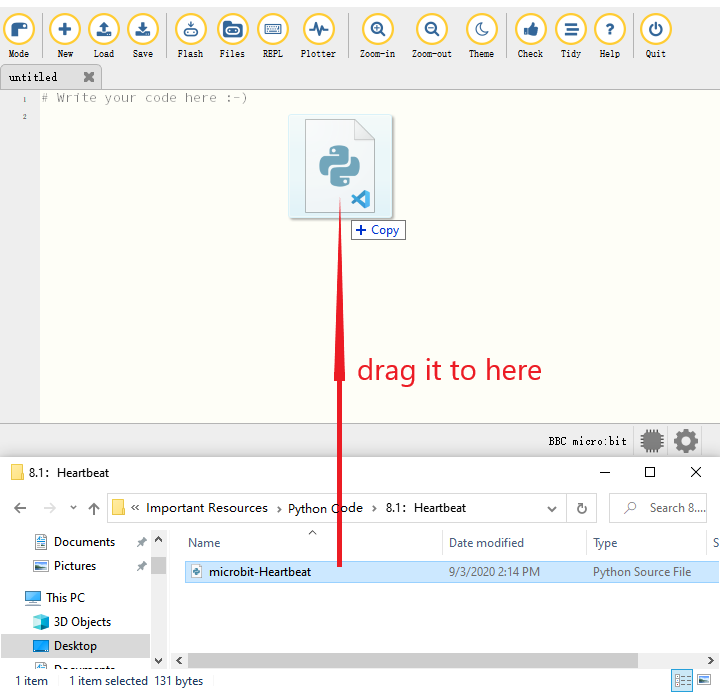 Mode New Load Save Flash Files REPL Plotter Zoom-in Zoom-out Theme Check Tidy Help Quit
untitled
1 # Write your code here :-)
2
Copy
drag it to here
BBC micro:bit
8.1: Heartbeat
« Important Resources › Python Code › 8.1: Heartbeat Search 8....
Documents
Pictures
This PC
3D Objects
Desktop
Documents
Name Date modified Type S
microbit-Heartbeat 9/3/2020 2:14 PM Python Source File
1 item 1 item selected 131 bytes